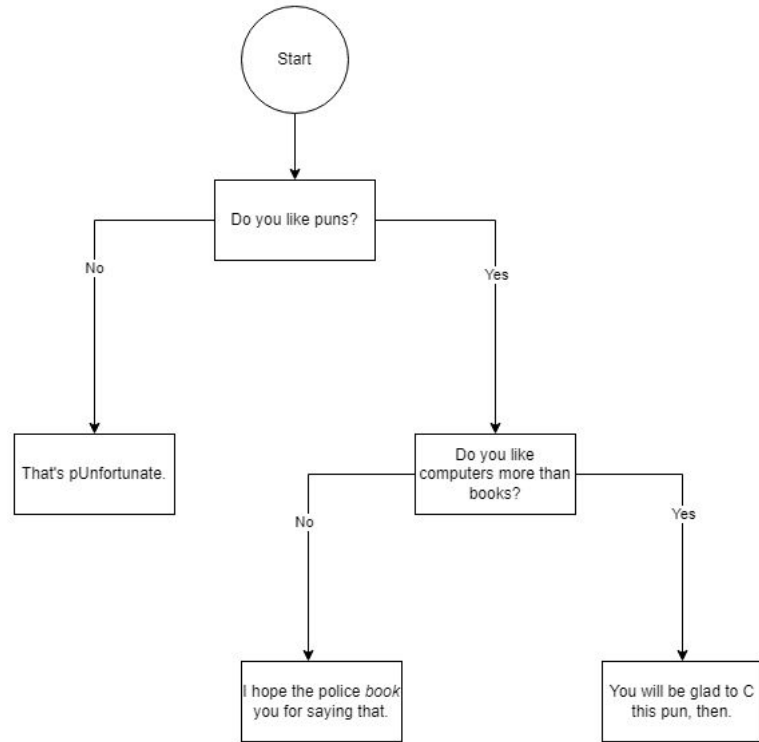 Start
Do you like puns?
No
Yes
That's pUnfortunate.
Do you like
computers more than
books?
No
Yes
I hope the police book
you for saying that.
You will be glad to C
this pun, then.